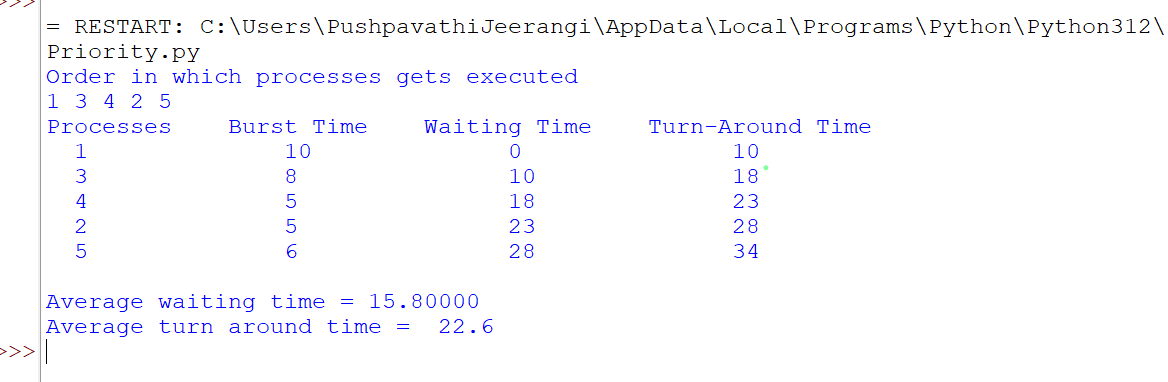 >>>
= RESTART: C:\Users\PushpavathiJeerangi\AppData\Local\Programs\Python\Python312\
Priority.py
Order in which processes gets executed
1 3 4 2 5
Processes    Burst Time    Waiting Time    Turn-Around Time
1    10    0    10
3    8    10    18
4    5    18    23
2    5    23    28
5    6    28    34
Average waiting time = 15.80000
Average turn around time =  22.6
>>>